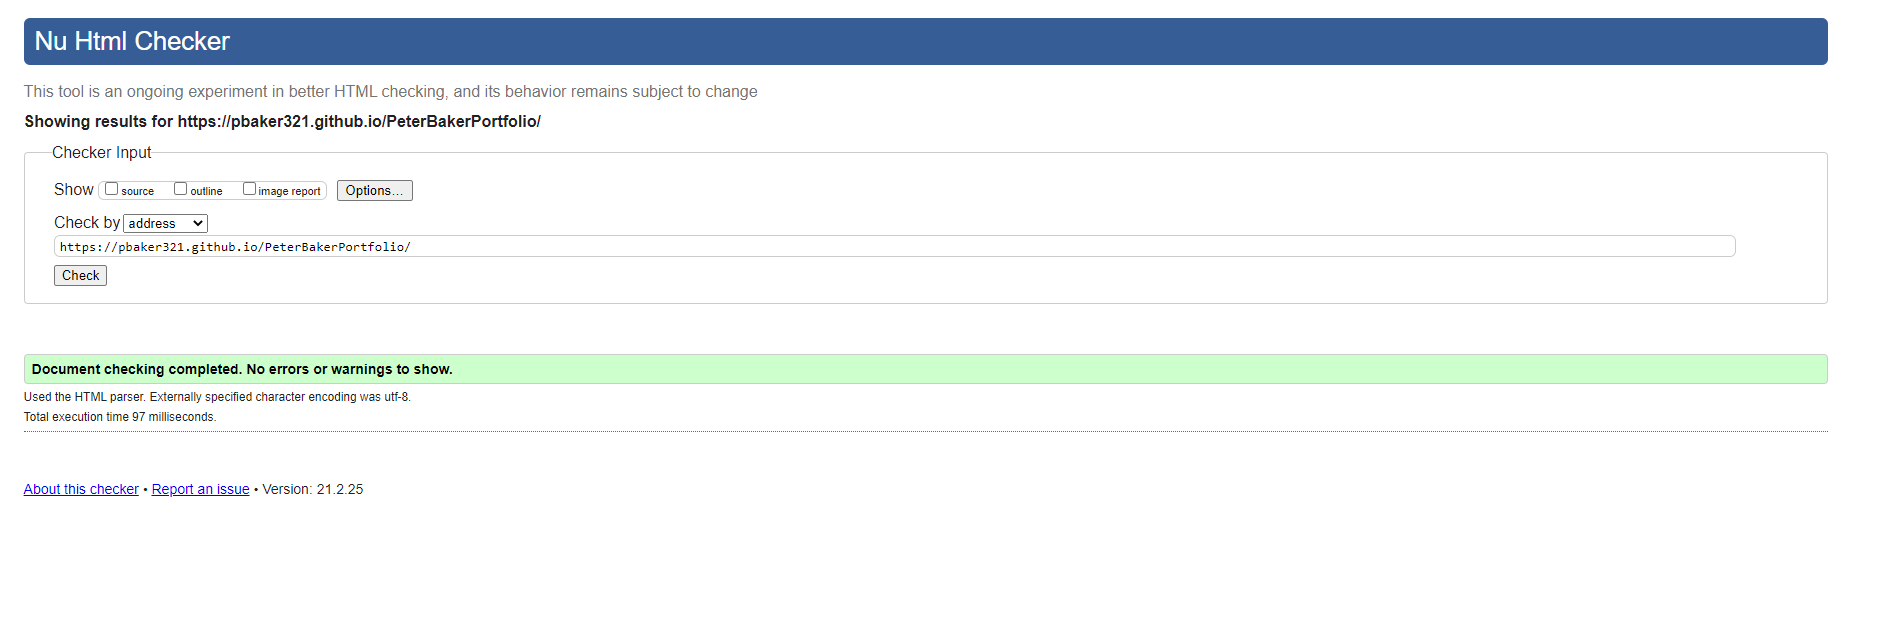 Nu Html Checker
This tool is an ongoing experiment in better HTML checking, and its behavior remains subject to change
Showing results for https://pbaker321.github.io/PeterBakerPortfolio/
Checker Input
Show source outline image report Options...
Check by address
https://pbaker321.github.io/PeterBakerPortfolio/
Check
Document checking completed. No errors or warnings to show.
Used the HTML parser. Externally specified character encoding was utf-8.
Total execution time 97 milliseconds.
About this checker • Report an issue • Version: 21.2.25